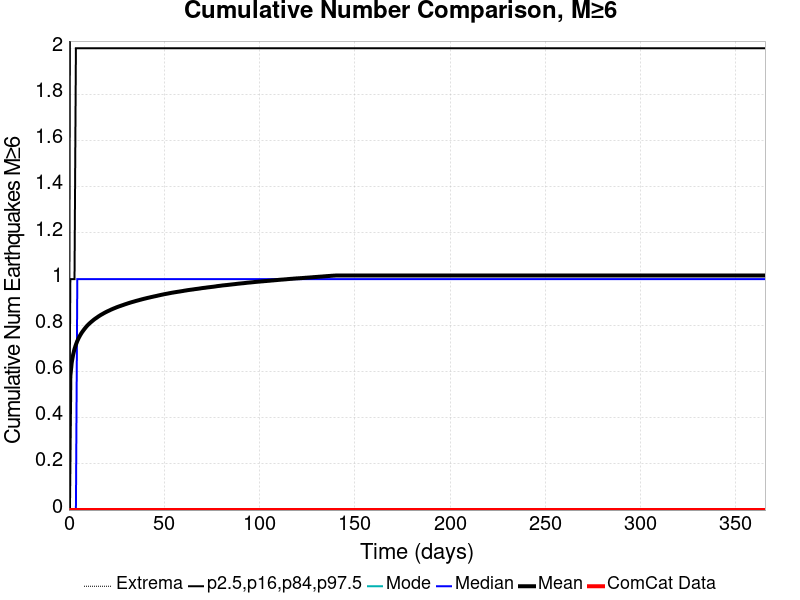 Cumulative Number Comparison, M≥6
Cumulative Num Earthquakes M≥6
2
1.8
1.6
1.4
1.2
1
0.8
0.6
0.4
0.2
0
0 50 100 150 200 250 300 350
Time (days)
Extrema p2.5,p16,p84,p97.5 Mode Median Mean ComCat Data